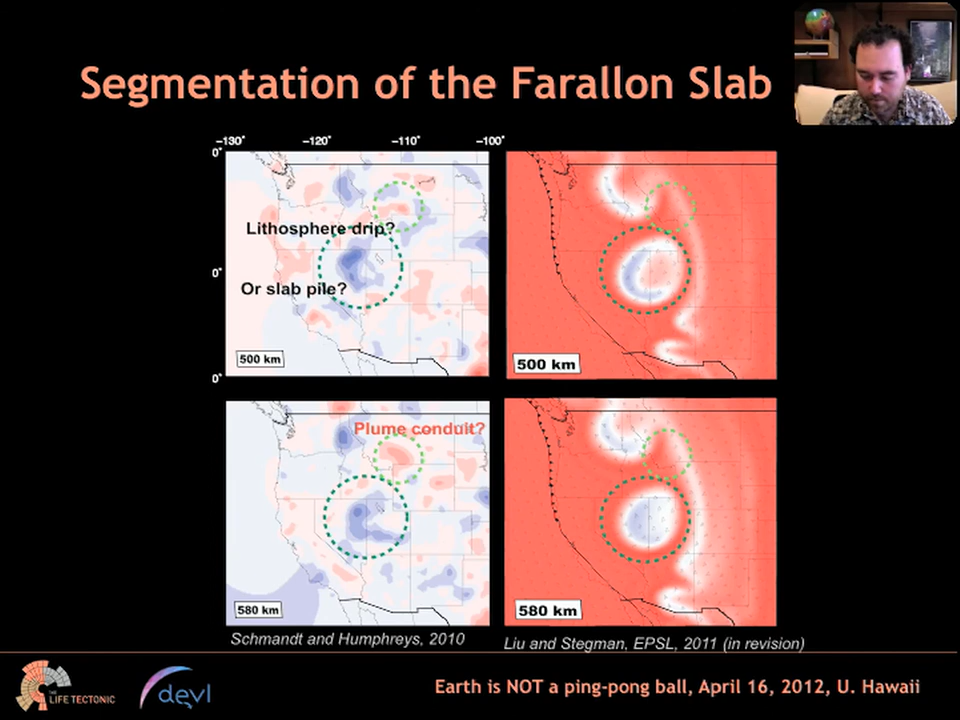 Segmentation of the Farallon Slab
-130° -120° -110° -100°
0°
Lithosphere drip?
0°
Or slab pile?
500 km
500 km
0°
Plume conduit?
580 km
580 km
Schmandt and Humphreys, 2010
Liu and Stegman, EPSL, 2011 (in revision)
THE LIFE TECTONIC
devl
Earth is NOT a ping-pong ball, April 16, 2012, U. Hawaii